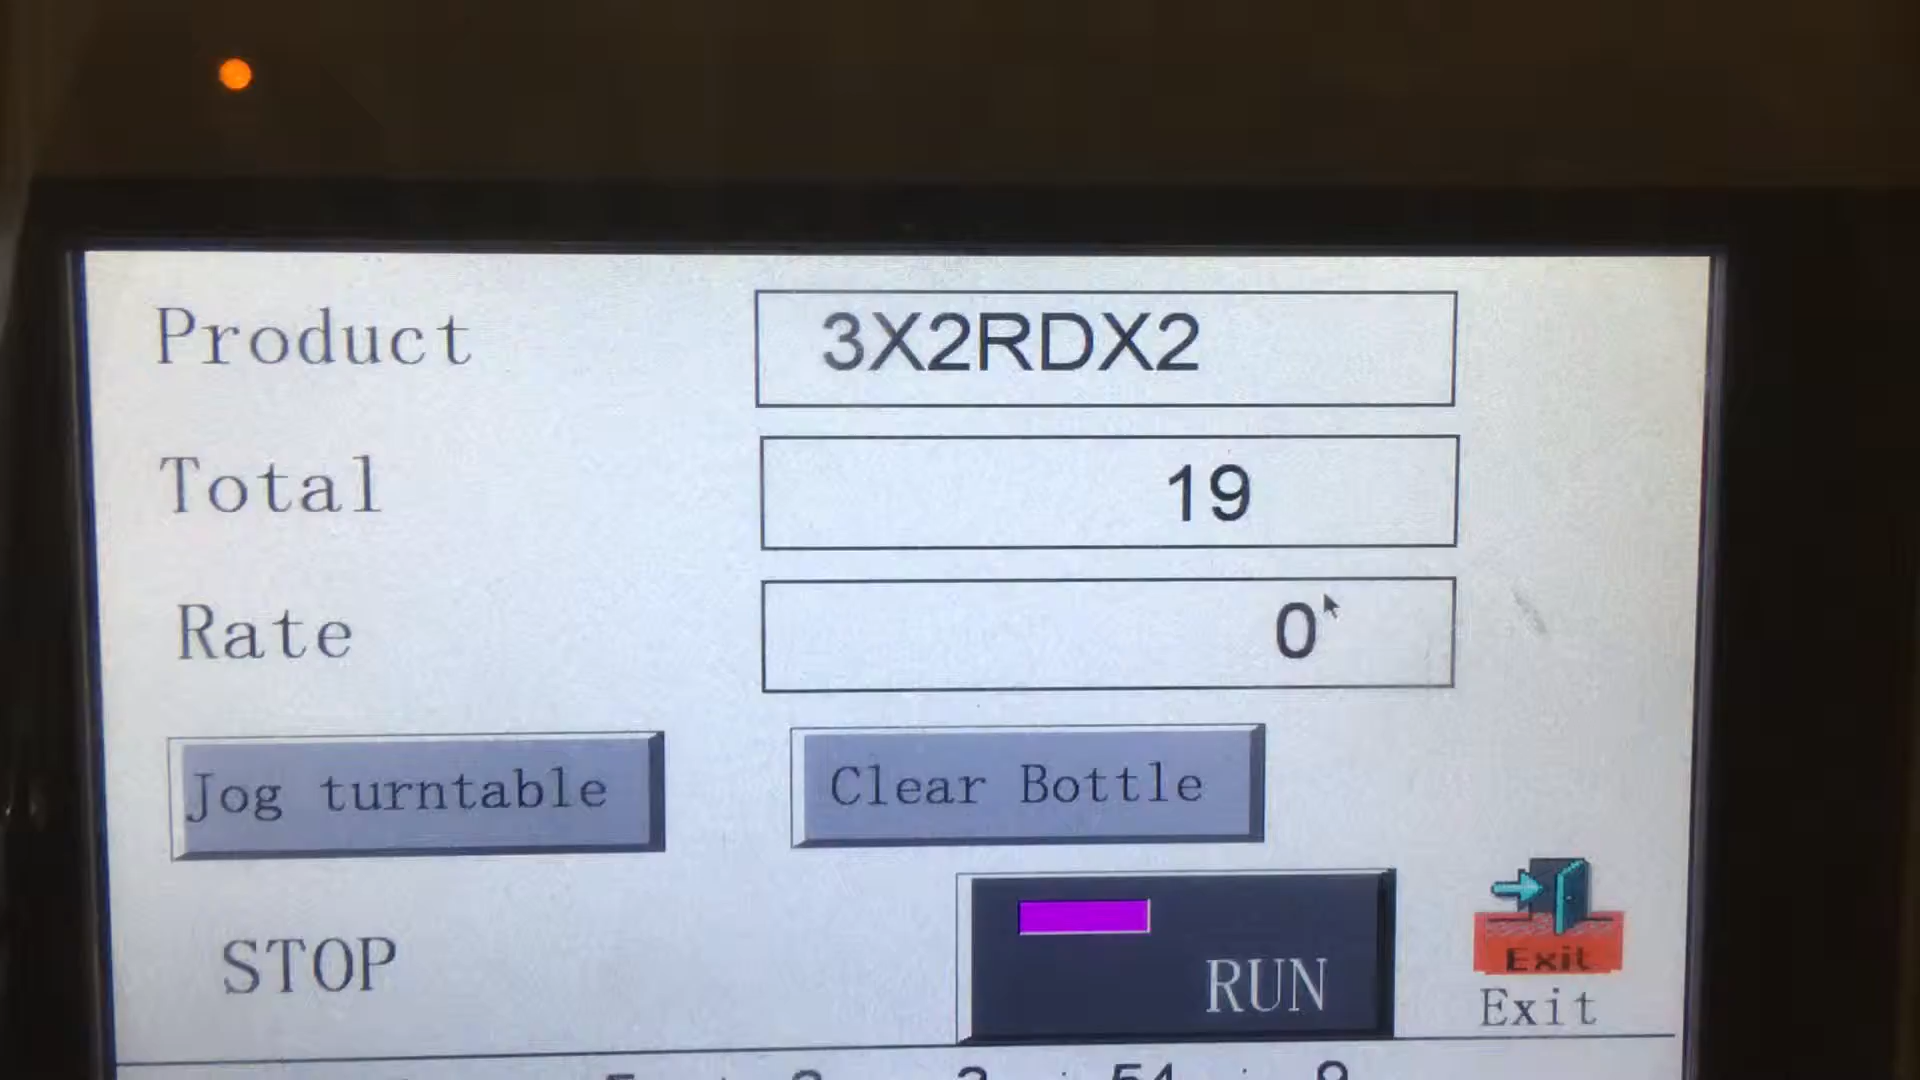 Product 3X2RDX2
Total 19
Rate 0
Jog turntable Clear Bottle
STOP RUN Exit
Exit